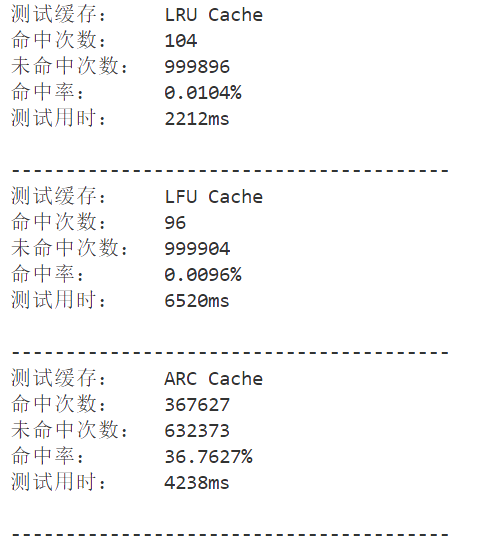 测试缓存： LRU Cache
命中次数： 104
未命中次数： 999896
命中率： 0.0104%
测试用时： 2212ms
----------------------------------------
测试缓存： LFU Cache
命中次数： 96
未命中次数： 999904
命中率： 0.0096%
测试用时： 6520ms
----------------------------------------
测试缓存： ARC Cache
命中次数： 367627
未命中次数： 632373
命中率： 36.7627%
测试用时： 4238ms
----------------------------------------